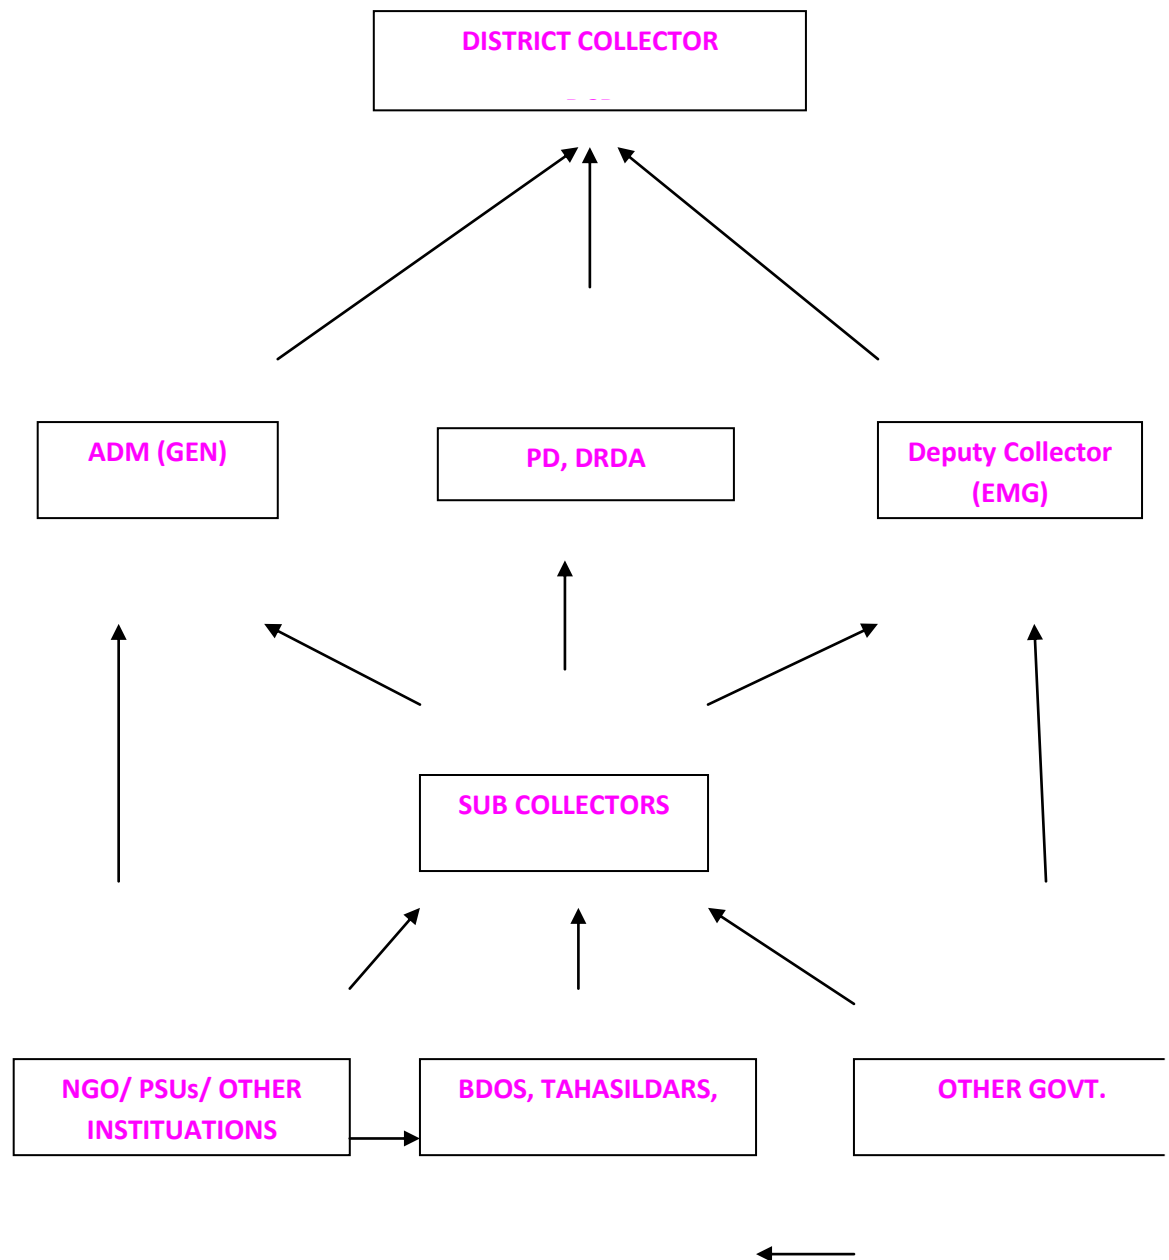 DISTRICT COLLECTOR
ADM (GEN)
PD, DRDA
Deputy Collector
(EMG)
SUB COLLECTORS
NGO/ PSUs/ OTHER
INSTITUATIONS
BDOS, TAHASILDARS,
OTHER GOVT.